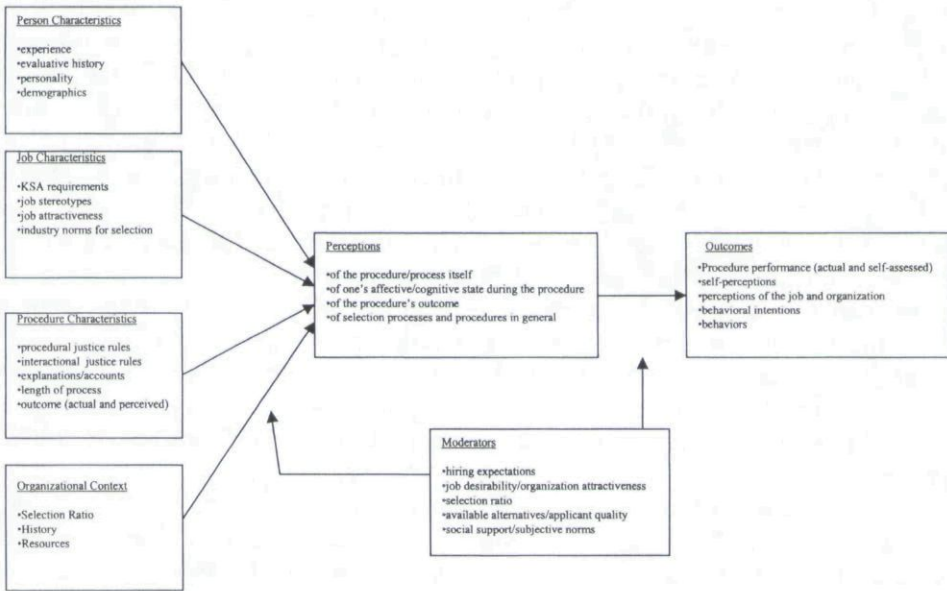 Person Characteristics
•experience
•evaluative history
•personality
•demographics
Job Characteristics
•KSA requirements
•job stereotypes
•job attractiveness
•industry norms for selection
Procedure Characteristics
•procedural justice rules
•interactional justice rules
•explanations/accounts
•length of process
•outcome (actual and perceived)
Organizational Context
•Selection Ratio
•History
•Resources
Perceptions
•of the procedure/process itself
•of one's affective/cognitive state during the procedure
•of the procedure's outcome
•of selection processes and procedures in general
Moderators
•hiring expectations
•job desirability/organization attractiveness
•selection ratio
•available alternatives/applicant quality
•social support/subjective norms
Outcomes
•Procedure performance (actual and self-assessed)
•self-perceptions
•perceptions of the job and organization
•behavioral intentions
•behaviors